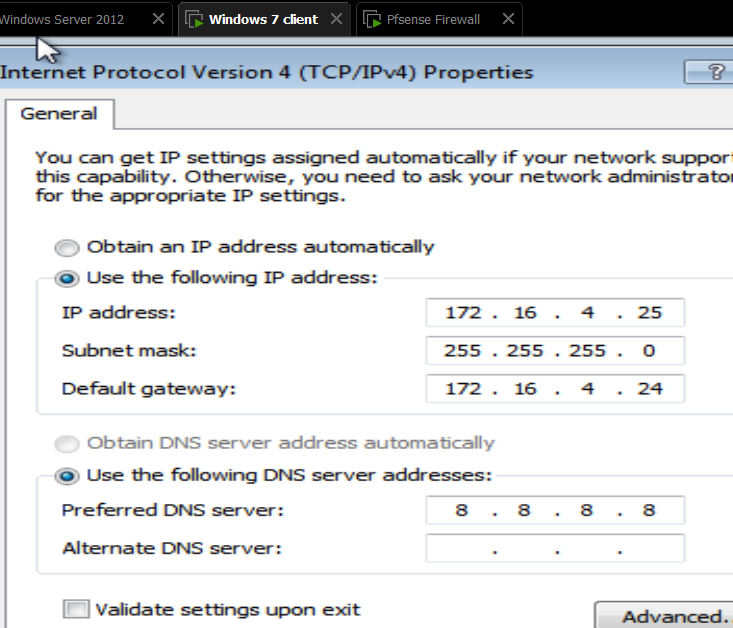 Windows Server 2012 Windows 7 client Pfsense Firewall
Internet Protocol Version 4 (TCP/IPv4) Properties ?
General
You can get IP settings assigned automatically if your network support
this capability. Otherwise, you need to ask your network administrator
for the appropriate IP settings.
Obtain an IP address automatically
Use the following IP address:
IP address: 172 . 16 . 4 . 25
Subnet mask: 255 . 255 . 255 . 0
Default gateway: 172 . 16 . 4 . 24
Obtain DNS server address automatically
Use the following DNS server addresses:
Preferred DNS server: 8 . 8 . 8 . 8
Alternate DNS server: . . .
Validate settings upon exit
Advanced..